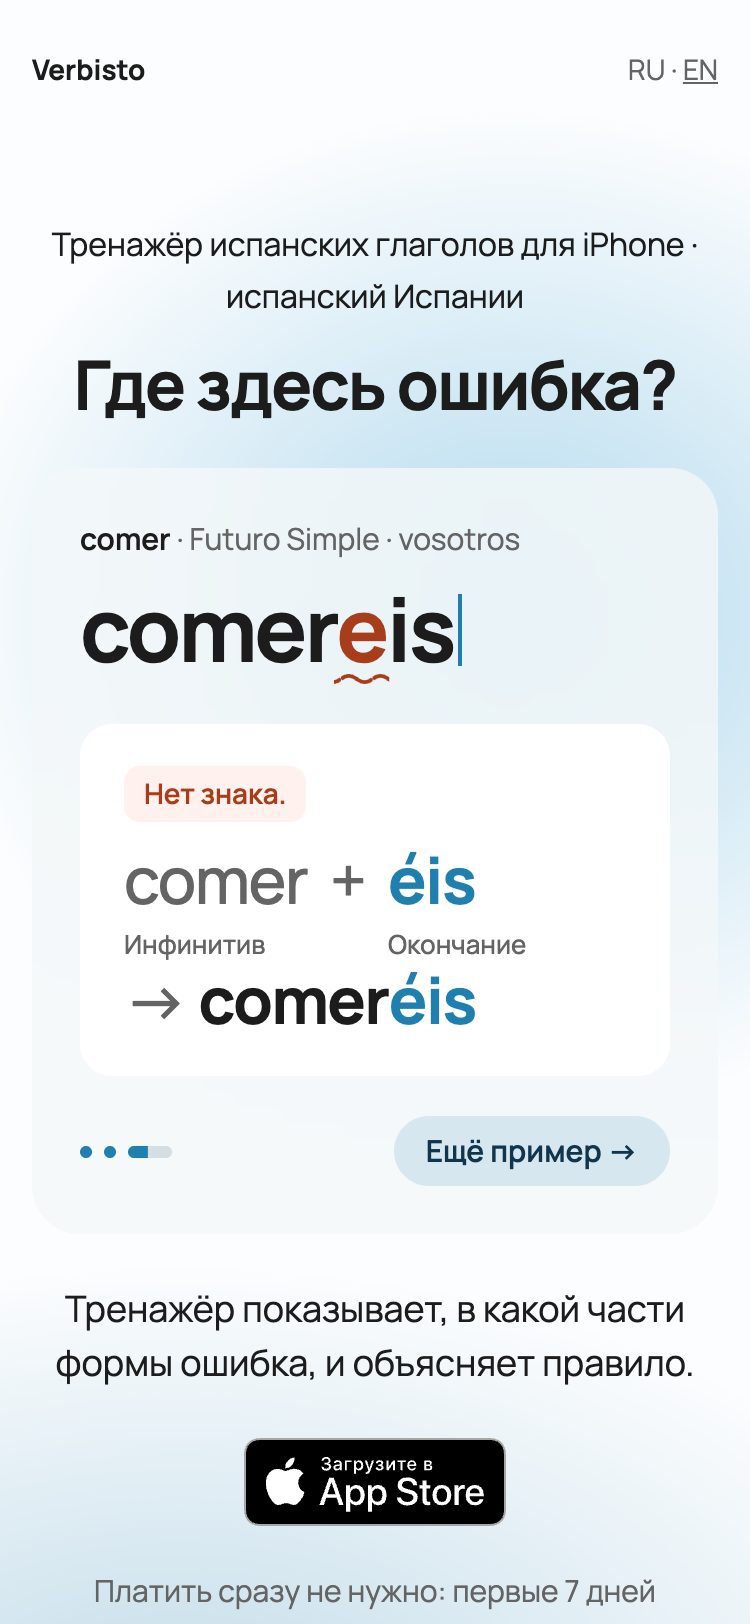 Verbisto
RU · EN
Тренажёр испанских глаголов для iPhone ·
испанский Испании
Где здесь ошибка?
comer · Futuro Simple · vosotros
comereis
Нет знака.
comer + éis
Инфинитив Окончание
→ comeréis
Ещё пример →
Тренажёр показывает, в какой части
формы ошибка, и объясняет правило.
Загрузите в
App Store
Платить сразу не нужно: первые 7 дней